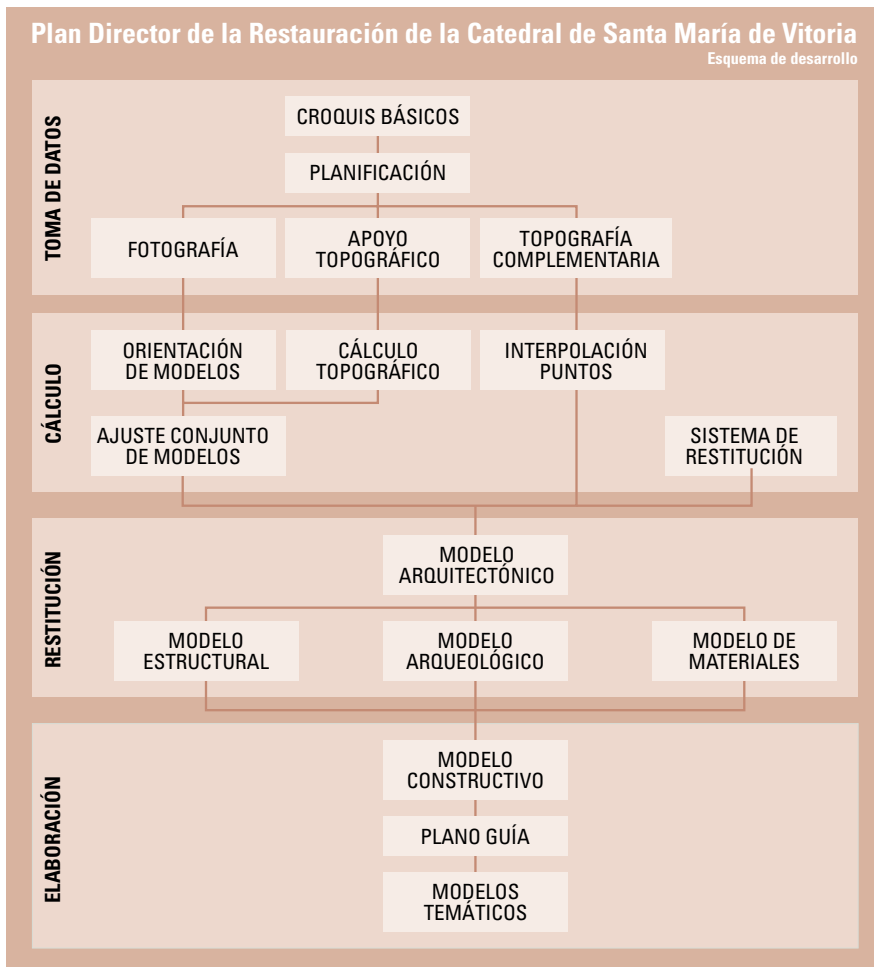 Plan Director de la Restauración de la Catedral de Santa María de Vitoria
Esquema de desarrollo
TOMA DE DATOS
CROQUIS BÁSICOS
PLANIFICACIÓN
FOTOGRAFÍA
APOYO
TOPOGRÁFICO
TOPOGRAFÍA
COMPLEMENTARIA
CÁLCULO
ORIENTACIÓN
DE MODELOS
CÁLCULO
TOPOGRÁFICO
INTERPOLACIÓN
PUNTOS
AJUSTE CONJUNTO
DE MODELOS
SISTEMA DE
RESTITUCIÓN
RESTITUCIÓN
MODELO
ARQUITECTÓNICO
MODELO
ESTRUCTURAL
MODELO
ARQUEOLÓGICO
MODELO DE
MATERIALES
ELABORACIÓN
MODELO
CONSTRUCTIVO
PLANO GUÍA
MODELOS
TEMÁTICOS